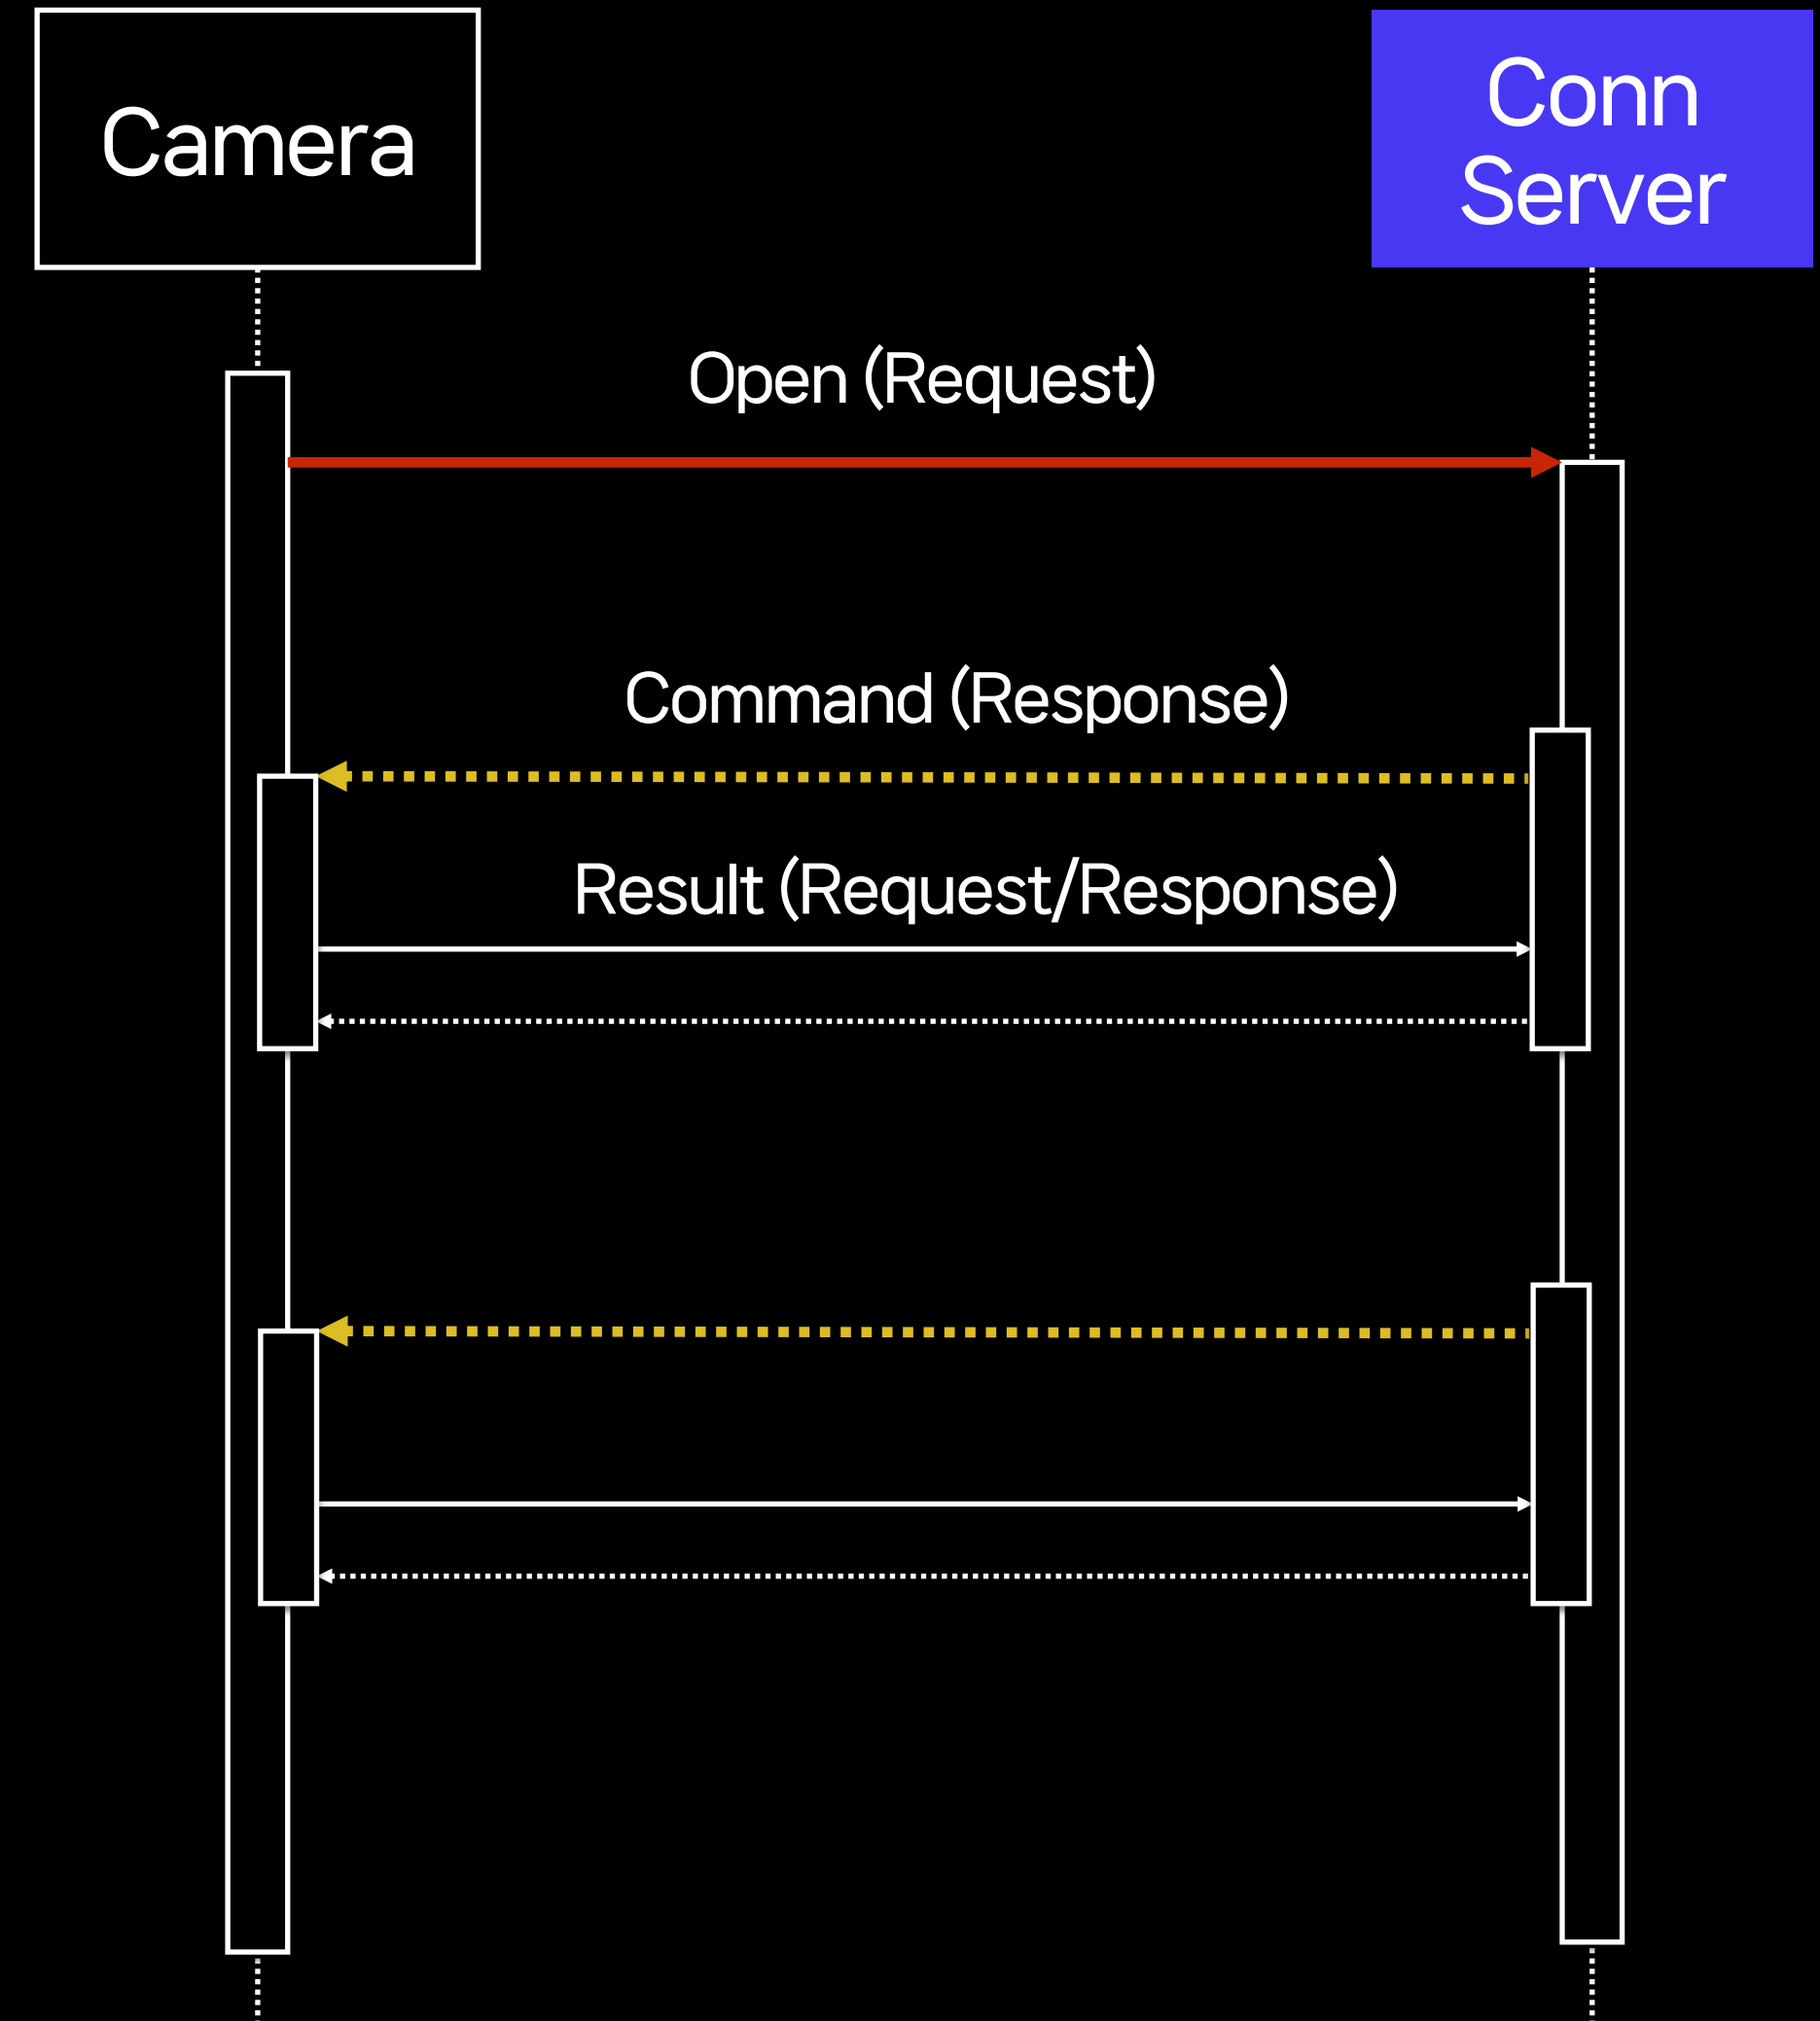 Camera
Conn
Server
Open (Request)
Command (Response)
Result (Request/Response)